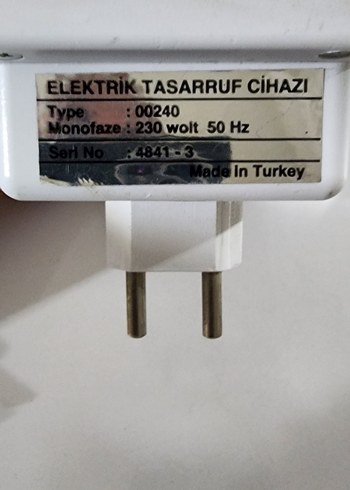 ELEKTRİK TASARRUF CİHAZI
Type : 00240
Monofaze : 230 wolt 50 Hz
Seri No : 4841 - 3
Made In Turkey